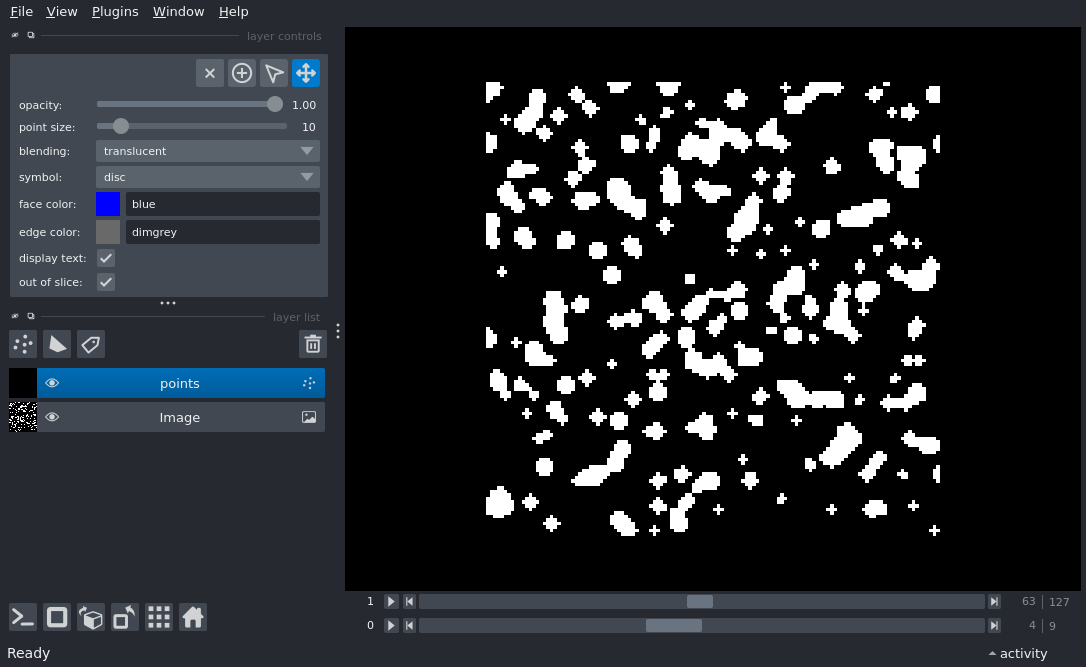 File View Plugins Window Help
layer controls
opacity: 1.00
point size: 10
blending: translucent
symbol: disc
face color: blue
edge color: dimgrey
display text:
out of slice:
layer list
points
Image
1 63 | 127
0 4 | 9
Ready activity